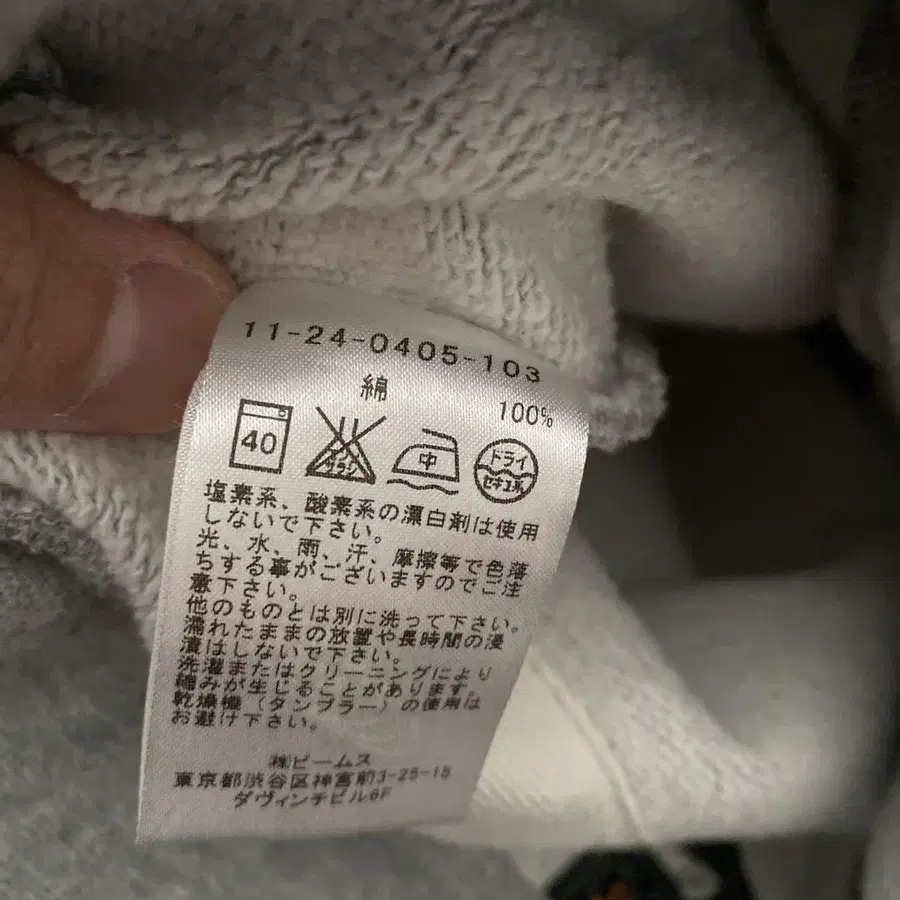 11-24-0405-103
綿 100%
40 エンソサラシ 中 ドライ セキユ系
塩素系、酸素系の漂白剤は使用
しないで下さい。
光、水、雨、汗、摩擦等で色落
ちする事がございますのでご注
意下さい。
他のものとは別に洗って下さい。
濡れたままの放置や長時間の浸
漬はしないで下さい。
洗濯またはクリーニングにより
縮みが生じることがあります。
乾燥機(タンブラー)の使用は
お避け下さい。
㈱ビームス
東京都渋谷区神宮前3-25-15
ダヴィンチビル6F